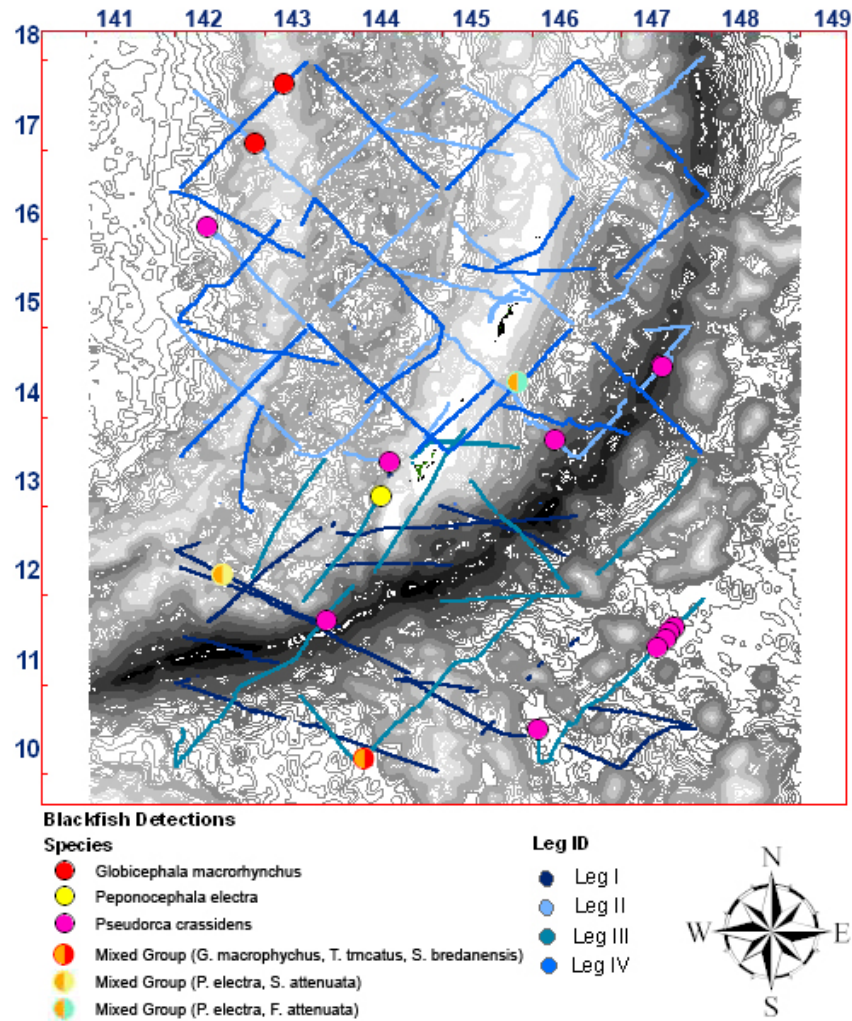 141 142 143 144 145 146 147 148 149
18
17
16
15
14
13
12
11
10
Blackfish Detections
Species
Globicephala macrorhynchus
Peponocephala electra
Pseudorca crassidens
Mixed Group (G. macrophychus, T. trncatus, S. bredanensis)
Mixed Group (P. electra, S. attenuata)
Mixed Group (P. electra, F. attenuata)
Leg ID
Leg I
Leg II
Leg III
Leg IV
N
W E
S